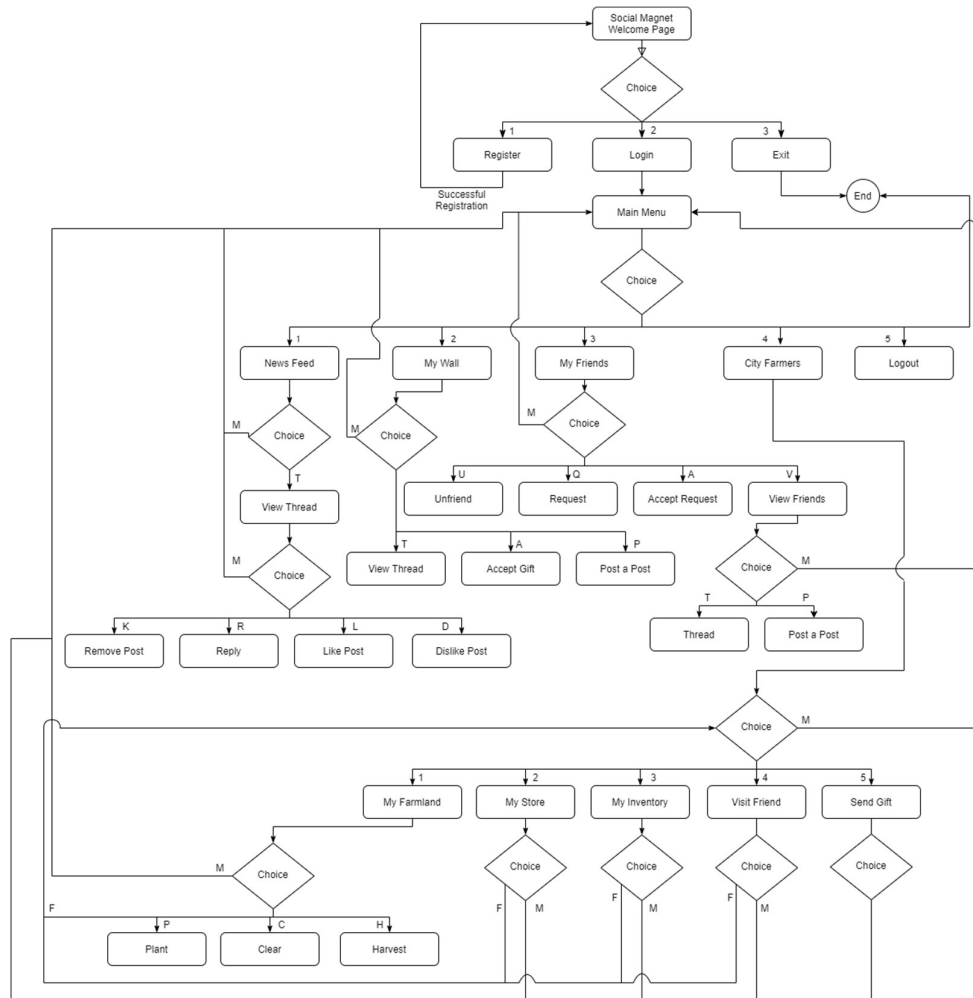 Social Magnet
Welcome Page
Choice
1
2
3
Register
Login
Exit
Successful
Registration
End
Main Menu
Choice
1
2
3
4
5
News Feed
My Wall
My Friends
City Farmers
Logout
M
Choice
M
Choice
M
Choice
T
U
Q
A
V
View Thread
Unfriend
Request
Accept Request
View Friends
M
Choice
T
A
P
View Thread
Accept Gift
Post a Post
Choice
M
T
P
Thread
Post a Post
K
R
L
D
Remove Post
Reply
Like Post
Dislike Post
Choice
M
1
2
3
4
5
My Farmland
My Store
My Inventory
Visit Friend
Send Gift
M
Choice
Choice
Choice
Choice
Choice
F
F
M
F
M
F
M
P
C
H
Plant
Clear
Harvest